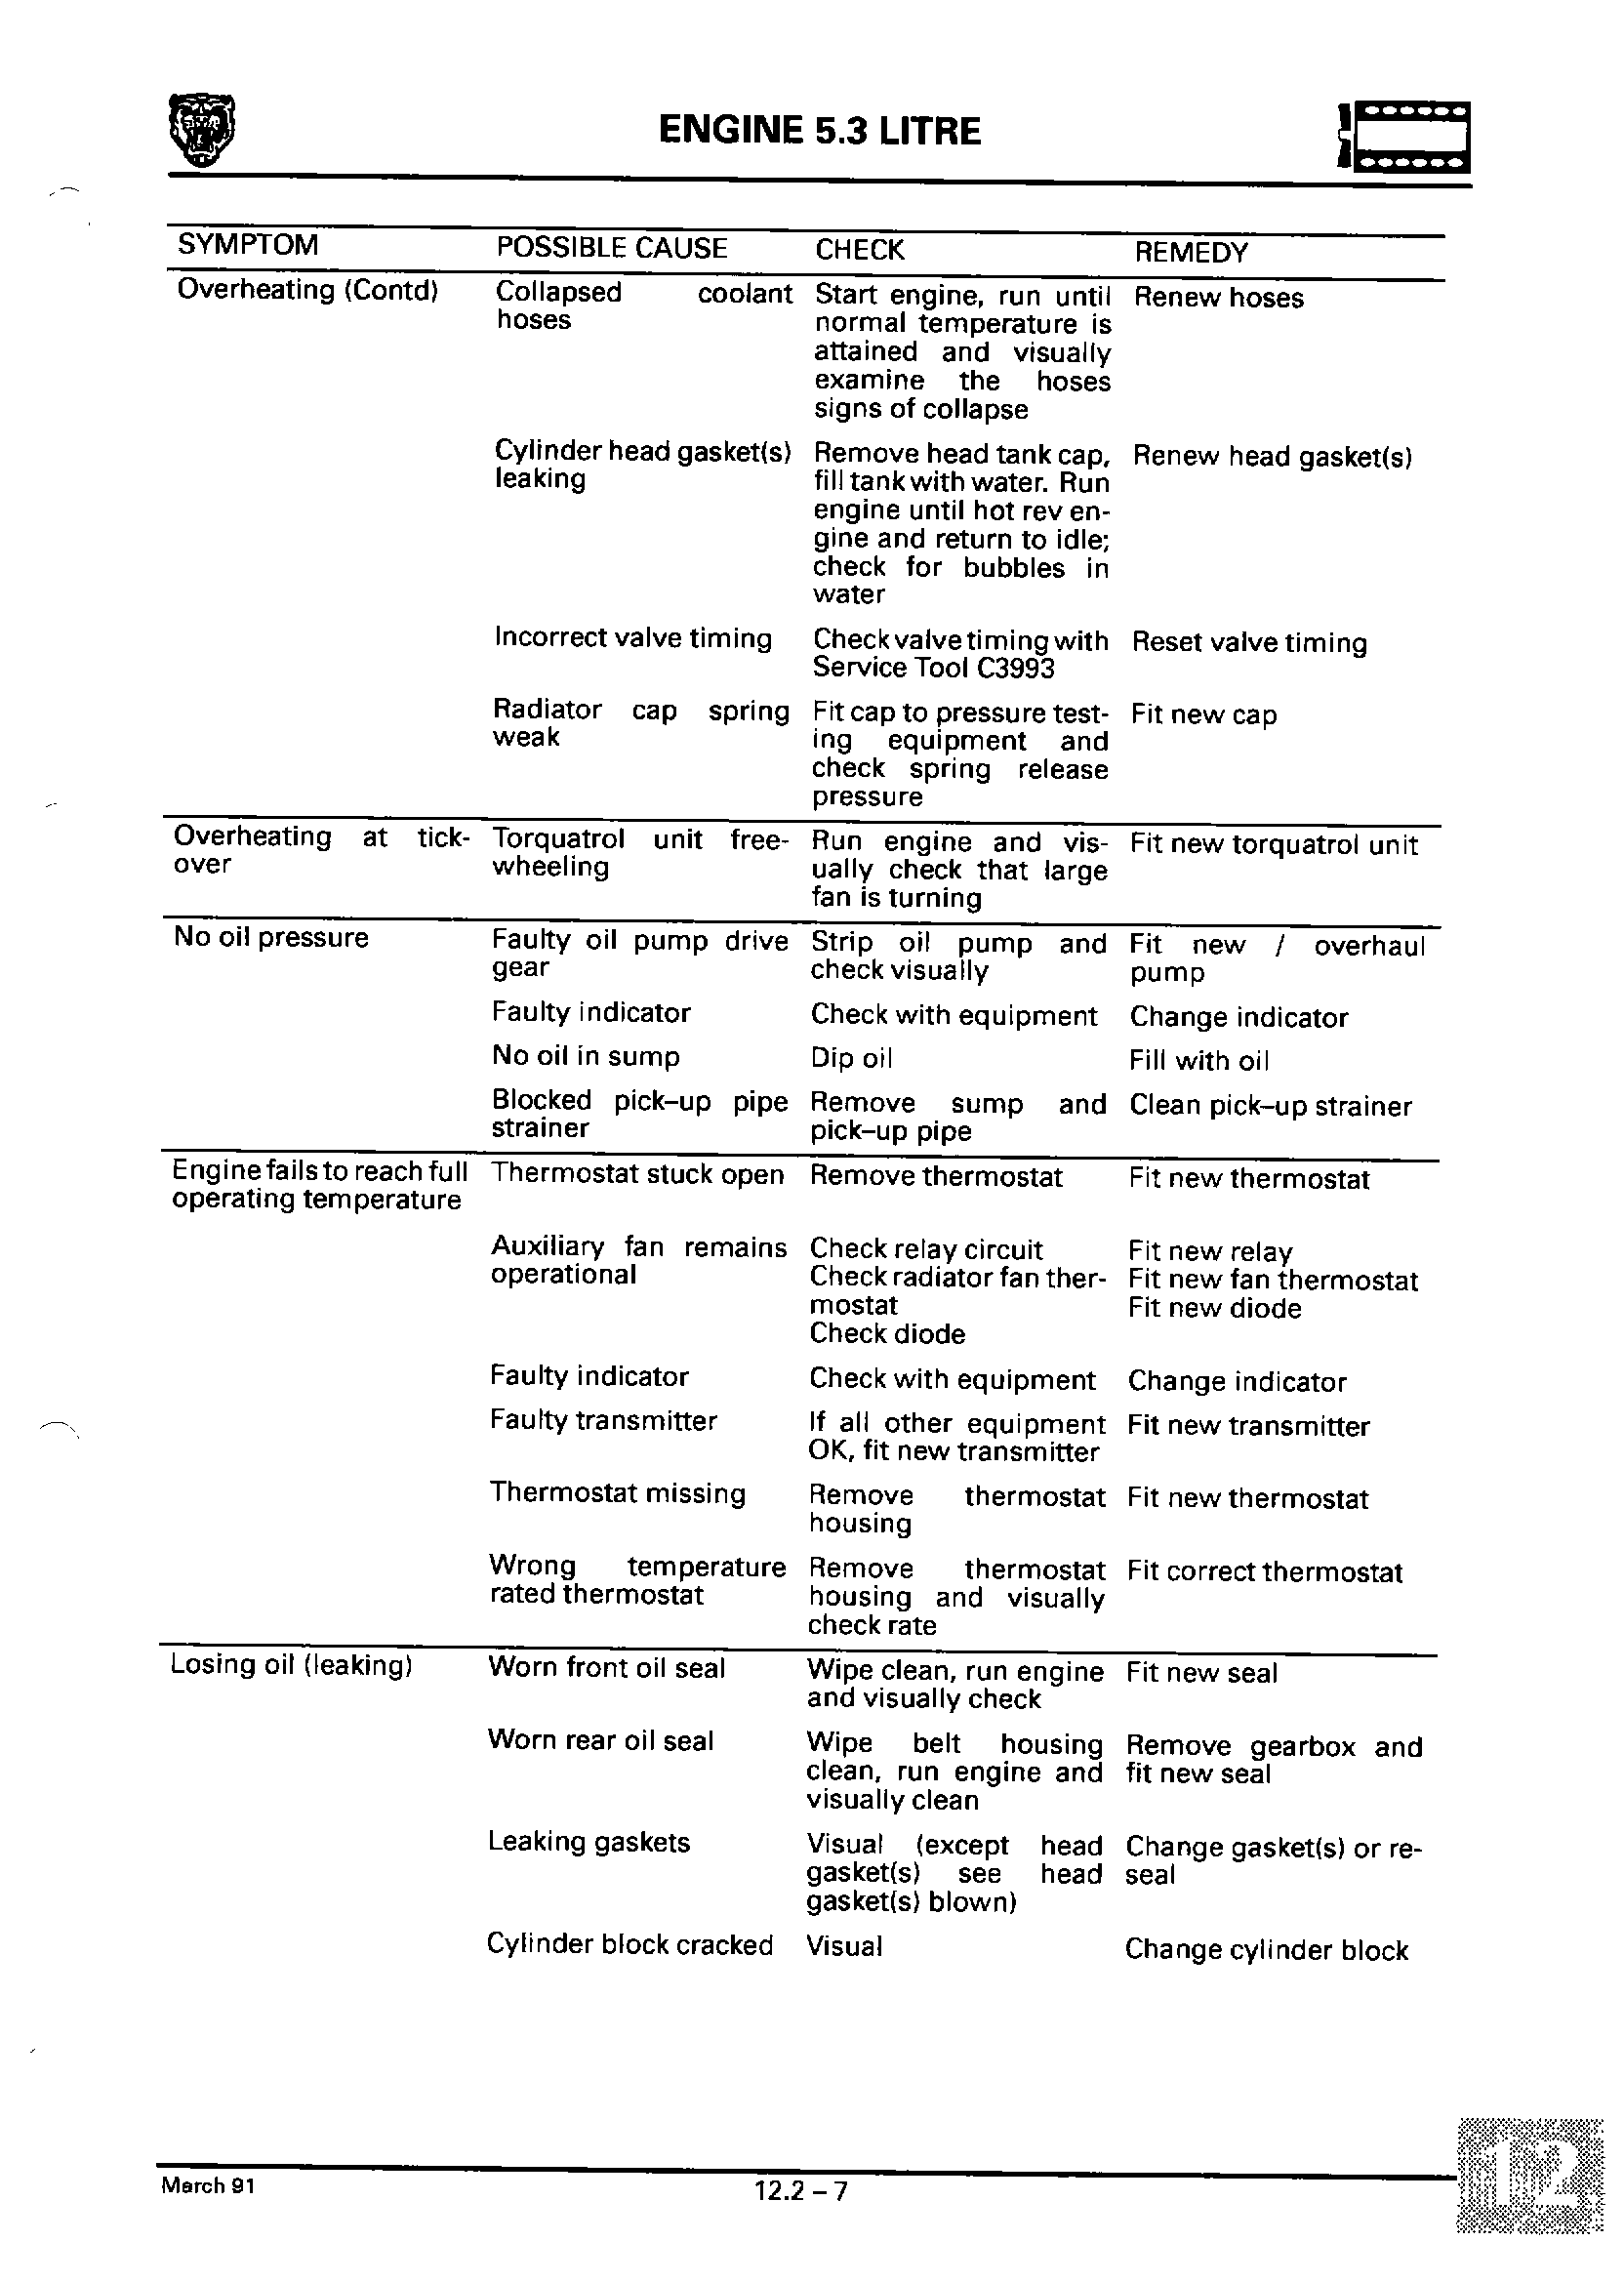 ENGINE 5.3 LITRE
SYMPTOM POSSIBLE CAUSE CHECK REMEDY
Overheating (Contd) Collapsed coolant Start engine, run until Renew hoses
hoses normal temperature is
attained and visually
examine the hoses
signs of collapse
Cylinder head gasket(s) Remove head tank cap, Renew head gasket(s)
leaking fill tank with water. Run
engine until hot rev en-
gine and return to idle;
check for bubbles in
water
Incorrect valve timing Check valve timing with Reset valve timing
Service Tool C3993
Radiator cap spring Fit cap to pressure test- Fit new cap
weak ing equipment and
check spring release
pressure
Overheating at tick- Torquatrol unit free- Run engine and vis- Fit new torquatrol unit
over wheeling ually check that large
fan is turning
No oil pressure Faulty oil pump drive Strip oil pump and Fit new / overhaul
gear check visually pump
Faulty indicator Check with equipment Change indicator
No oil in sump Dip oil Fill with oil
Blocked pick–up pipe Remove sump and Clean pick–up strainer
strainer pick–up pipe
Engine fails to reach full Thermostat stuck open Remove thermostat Fit new thermostat
operating temperature
Auxiliary fan remains Check relay circuit Fit new relay
operational Check radiator fan ther- Fit new fan thermostat
mostat Fit new diode
Check diode
Faulty indicator Check with equipment Change indicator
Faulty transmitter If all other equipment Fit new transmitter
OK, fit new transmitter
Thermostat missing Remove thermostat Fit new thermostat
housing
Wrong temperature Remove thermostat Fit correct thermostat
rated thermostat housing and visually
check rate
Losing oil (leaking) Worn front oil seal Wipe clean, run engine Fit new seal
and visually check
Worn rear oil seal Wipe belt housing Remove gearbox and
clean, run engine and fit new seal
visually clean
Leaking gaskets Visual (except head Change gasket(s) or re-
gasket(s) see head seal
gasket(s) blown)
Cylinder block cracked Visual Change cylinder block
March 91 12.2 – 7
12